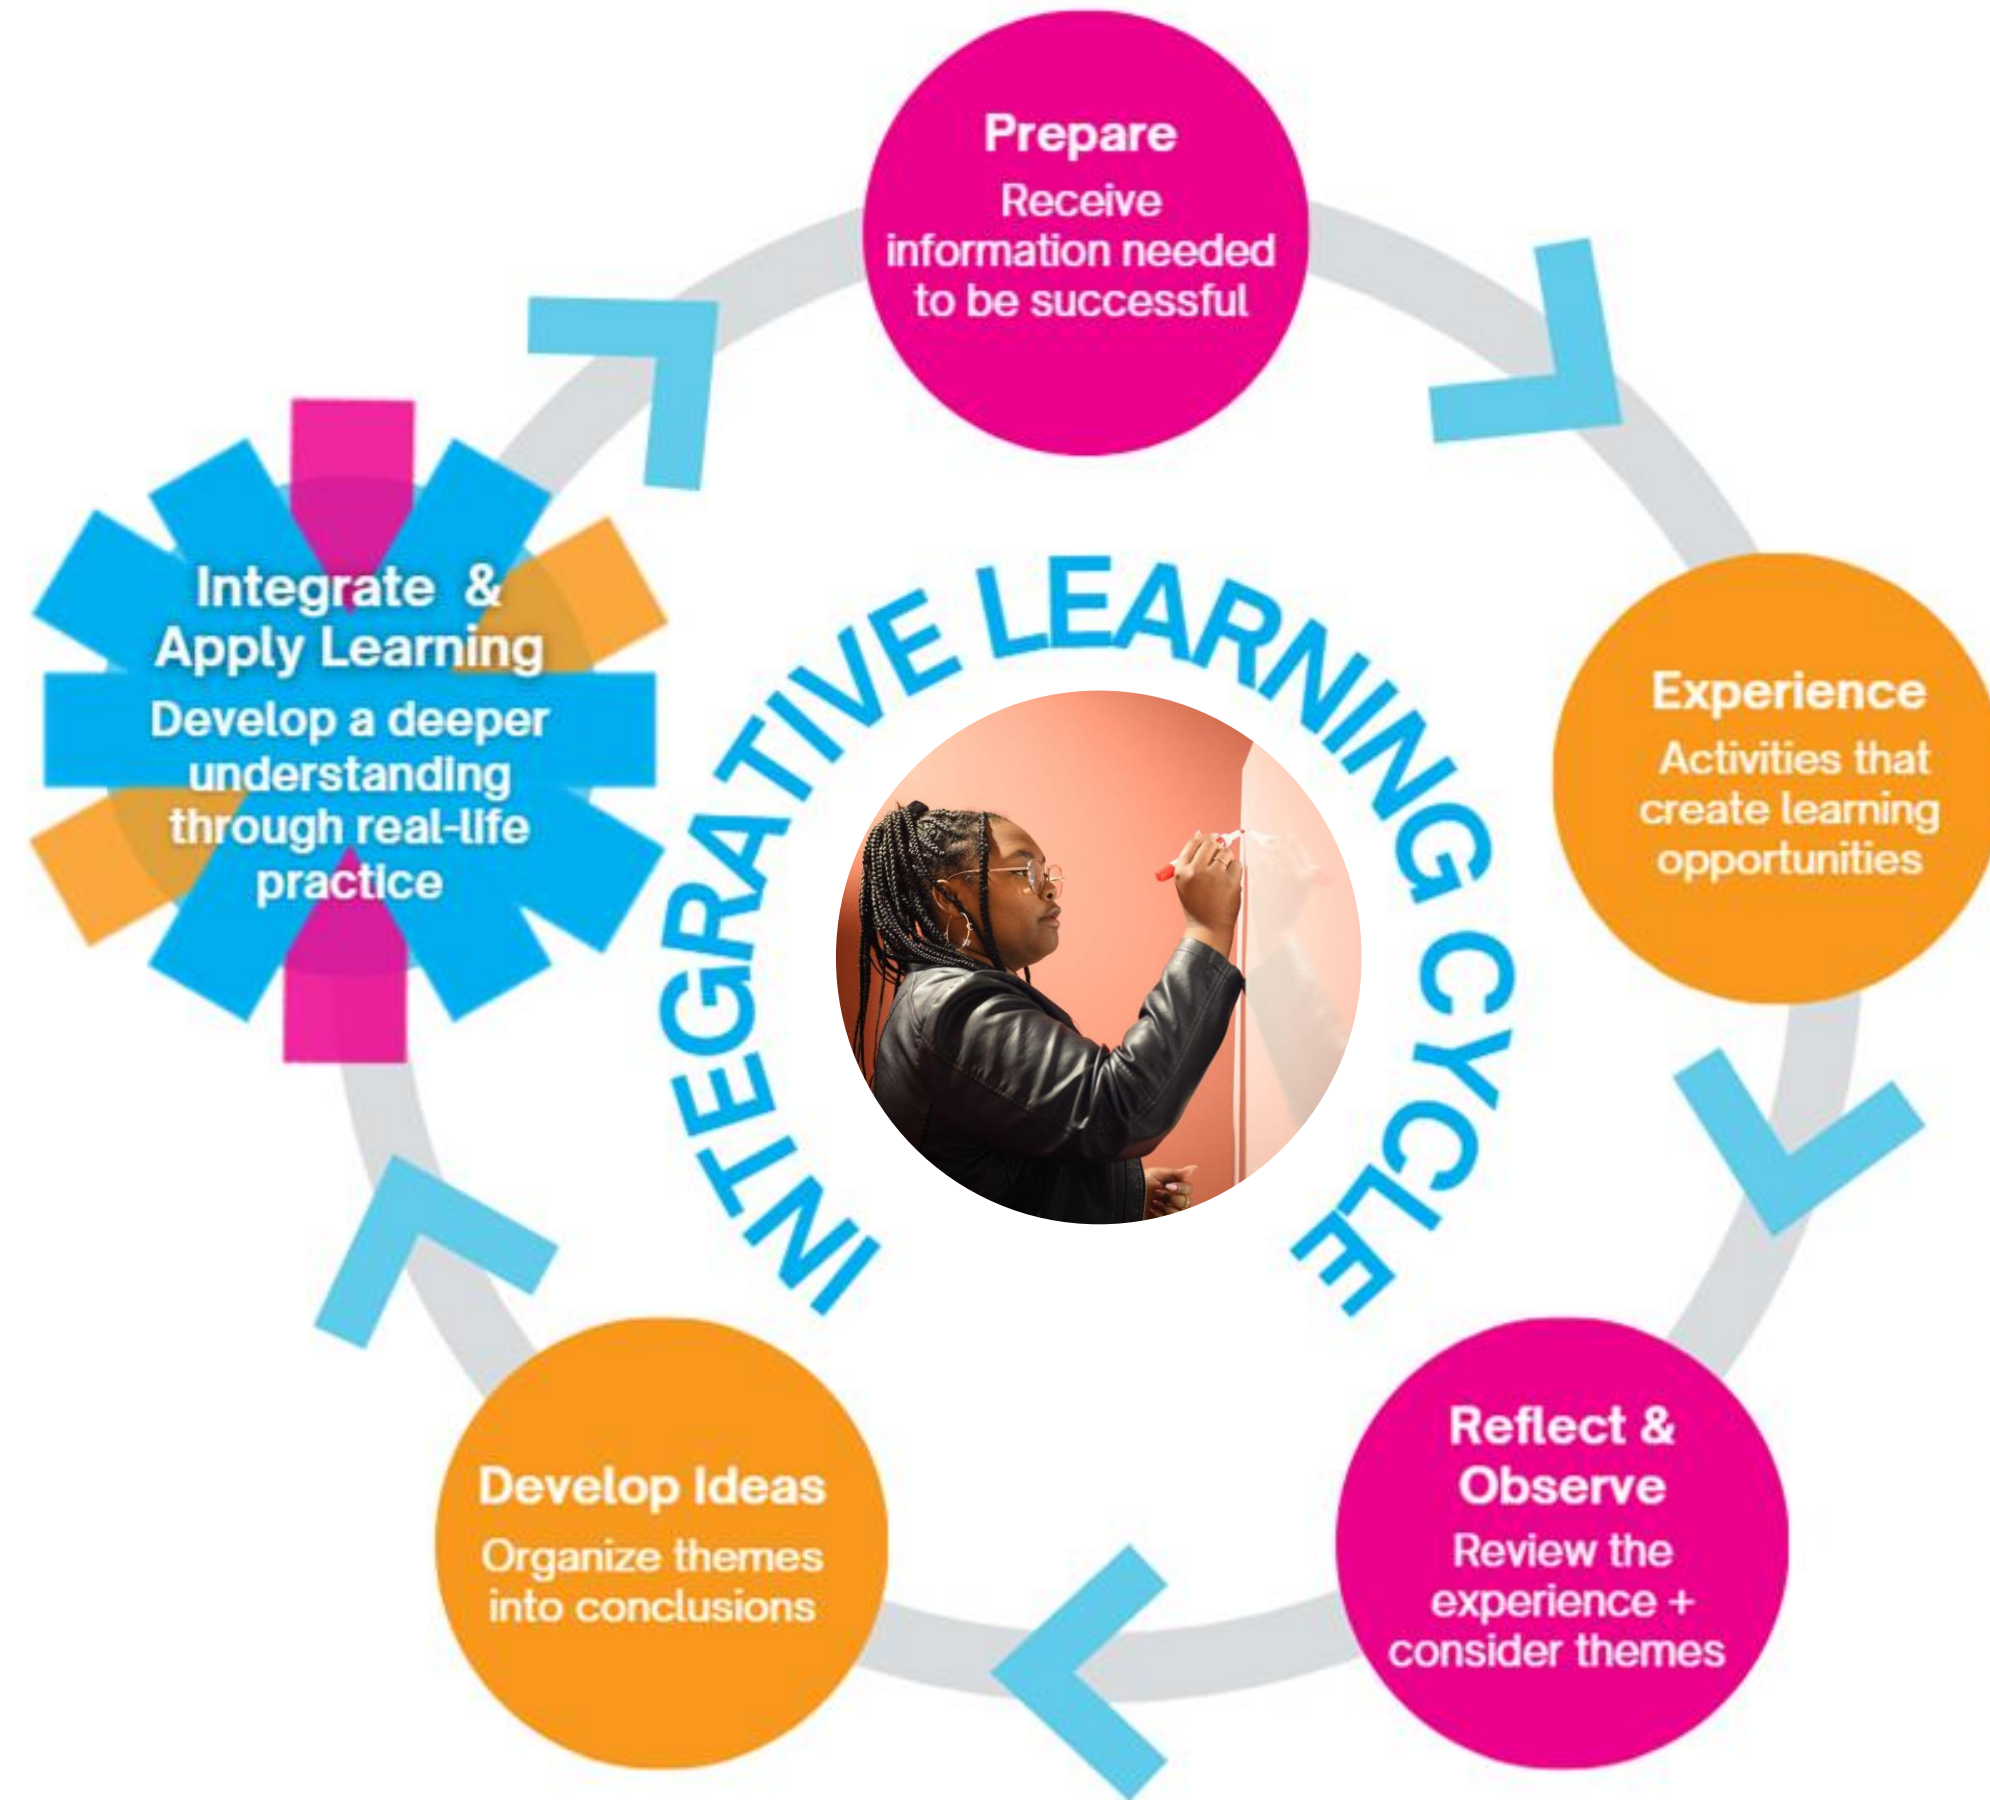 Prepare
Receive
information needed
to be successful
Experience
Activities that
create learning
opportunities
Reflect &
Observe
Review the
experience +
consider themes
Develop Ideas
Organize themes
into conclusions
Integrate &
Apply Learning
Develop a deeper
understanding
through real-life
practice
INTEGRATIVE LEARNING CYCLE